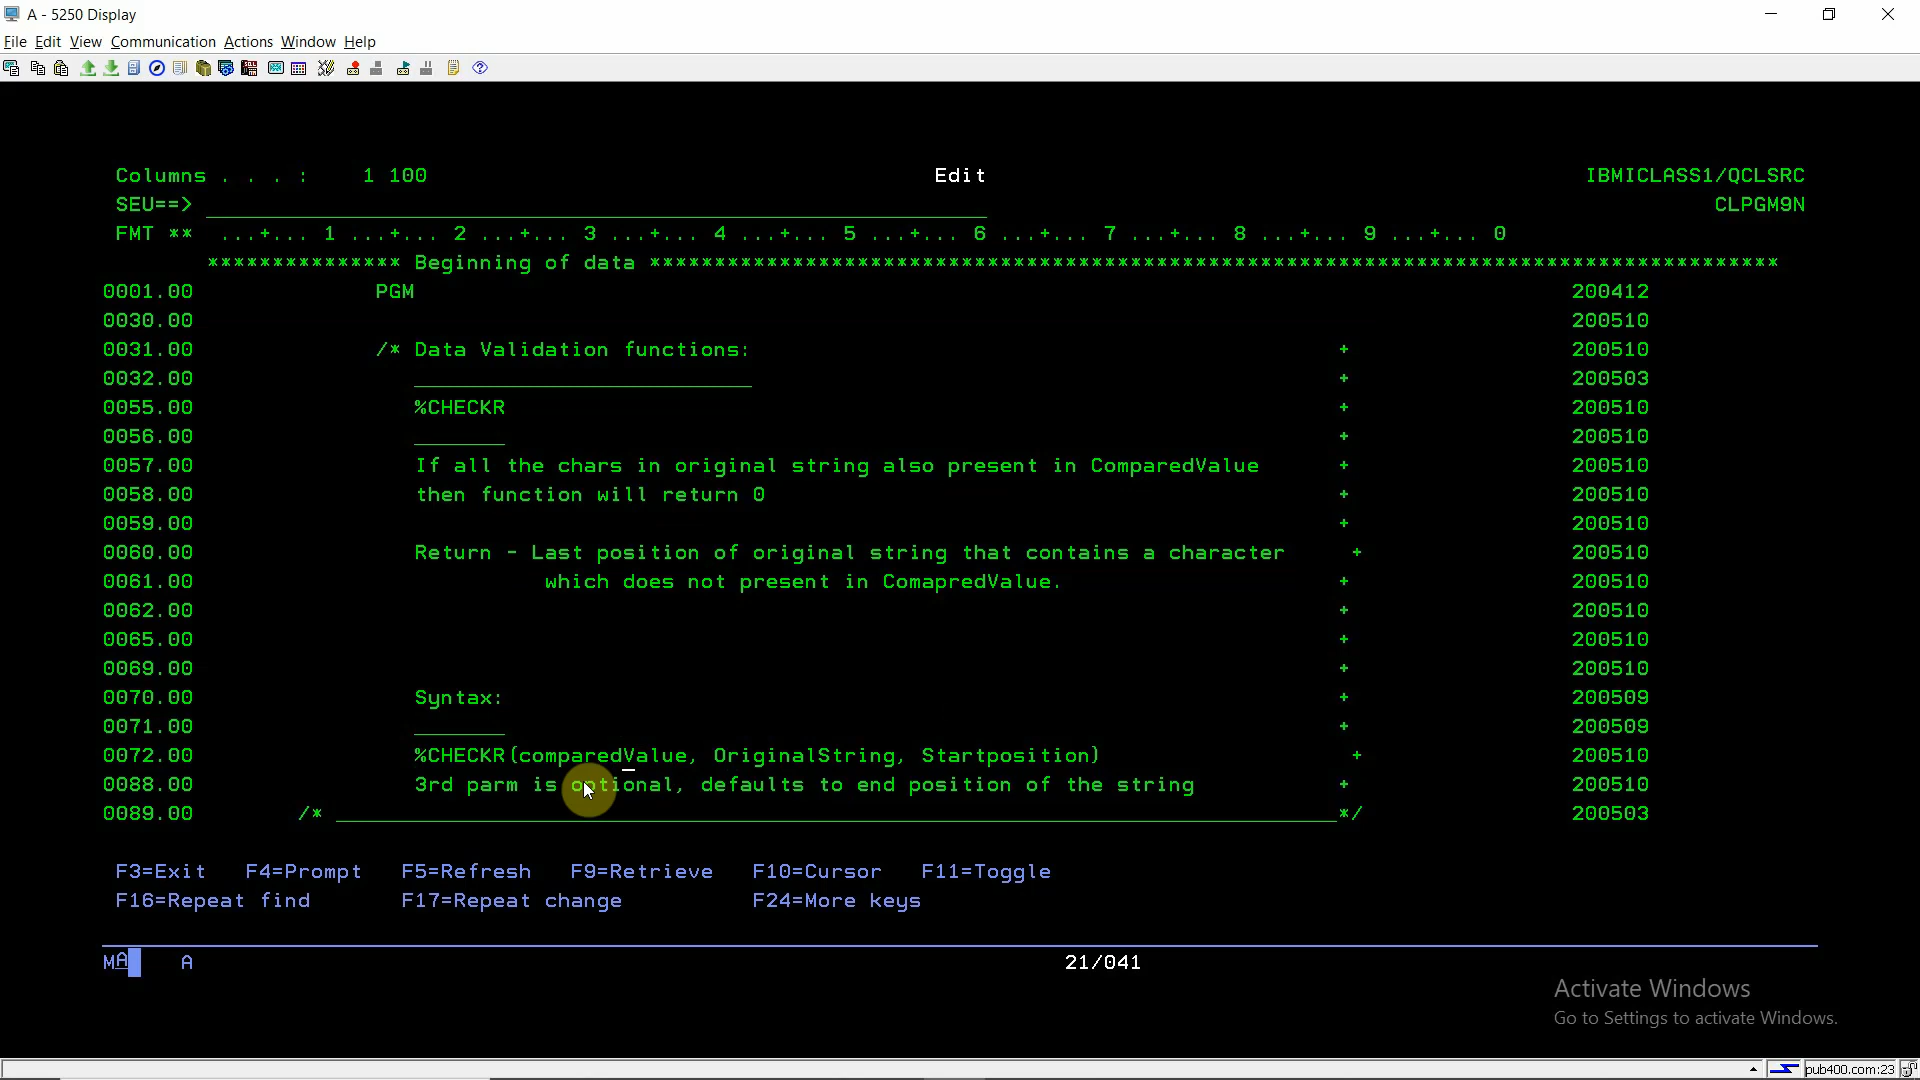 A - 5250 Display
File Edit View Communication Actions Window Help
Columns . . . :    1 100    Edit    IBMICLASS1/QCLSRC
SEU==>    CLPGM9N
FMT **  ...+... 1 ...+... 2 ...+... 3 ...+... 4 ...+... 5 ...+... 6 ...+... 7 ...+... 8 ...+... 9 ...+... 0
*************** Beginning of data ***************************************************************************************
0001.00    PGM    200412
0030.00    200510
0031.00    /* Data Validation functions:    +    200510
0032.00    __________________________    +    200503
0055.00    %CHECKR    +    200510
0056.00    _______    +    200510
0057.00    If all the chars in original string also present in ComparedValue    +    200510
0058.00    then function will return 0    +    200510
0059.00    +    200510
0060.00    Return - Last position of original string that contains a character    +    200510
0061.00    which does not present in ComapredValue.    +    200510
0062.00    +    200510
0065.00    +    200510
0069.00    +    200510
0070.00    Syntax:    +    200509
0071.00    _______    +    200509
0072.00    %CHECKR(comparedValue, OriginalString, Startposition)    +    200510
0088.00    3rd parm is optional, defaults to end position of the string    +    200510
0089.00    /* _____________________________________________________________________________*/    200503
F3=Exit   F4=Prompt   F5=Refresh   F9=Retrieve   F10=Cursor   F11=Toggle
F16=Repeat find       F17=Repeat change          F24=More keys
MA    A    21/041
Activate Windows
Go to Settings to activate Windows.
pub400.com:23